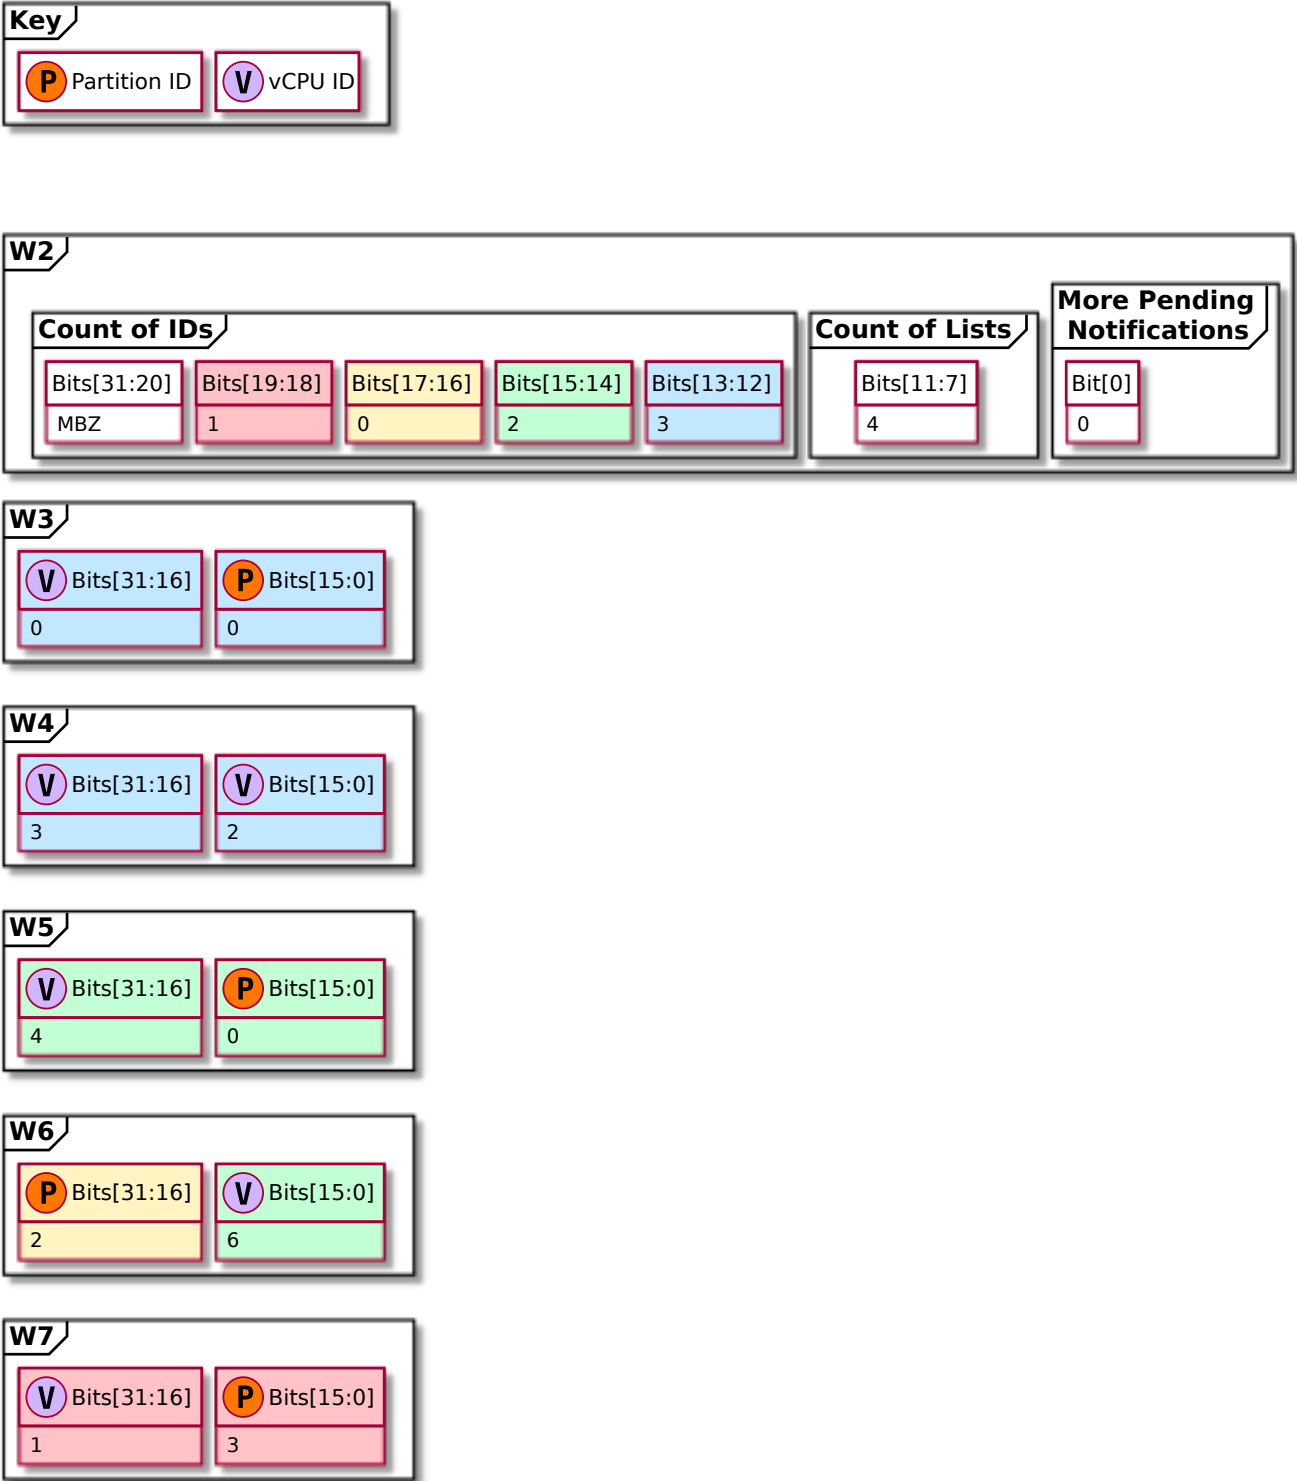 Key
P Partition ID V vCPU ID
W2
Count of IDs Count of Lists More Pending
Notifications
Bits[31:20] Bits[19:18] Bits[17:16] Bits[15:14] Bits[13:12] Bits[11:7] Bit[0]
MBZ 1 0 2 3 4 0
W3
V Bits[31:16] P Bits[15:0]
0 0
W4
V Bits[31:16] V Bits[15:0]
3 2
W5
V Bits[31:16] P Bits[15:0]
4 0
W6
P Bits[31:16] V Bits[15:0]
2 6
W7
V Bits[31:16] P Bits[15:0]
1 3